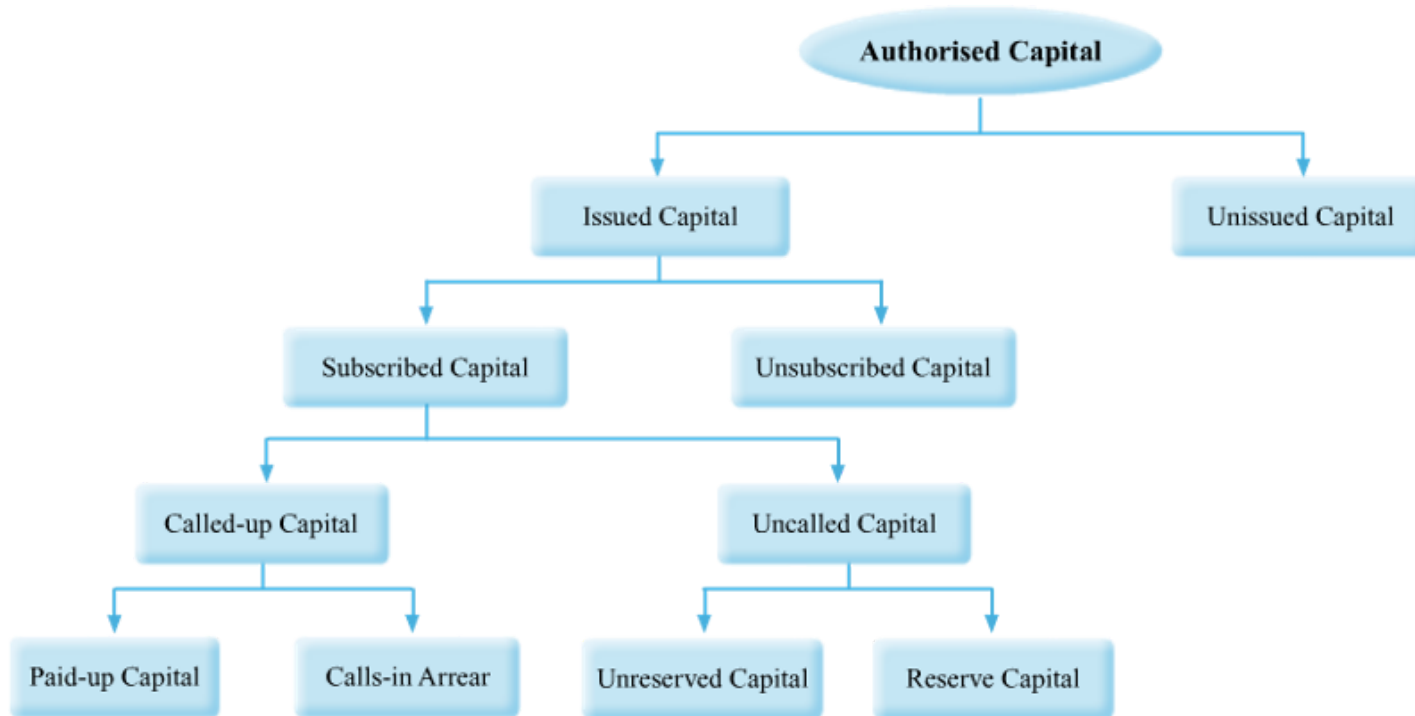 Authorised Capital
Issued Capital
Unissued Capital
Subscribed Capital
Unsubscribed Capital
Called-up Capital
Uncalled Capital
Paid-up Capital
Calls-in Arrear
Unreserved Capital
Reserve Capital